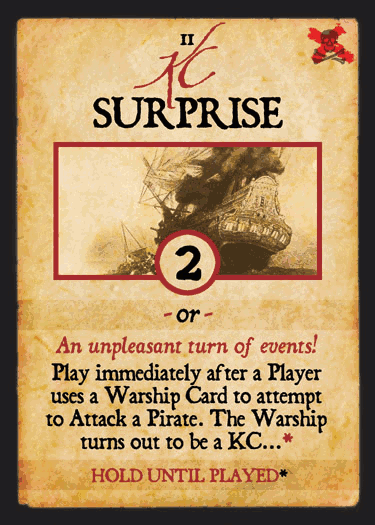 11
KC
SURPRISE
2
- or -
An unpleasant turn of events!
Play immediately after a Player
uses a Warship Card to attempt
to Attack a Pirate. The Warship
turns out to be a KC...*
HOLD UNTIL PLAYED*